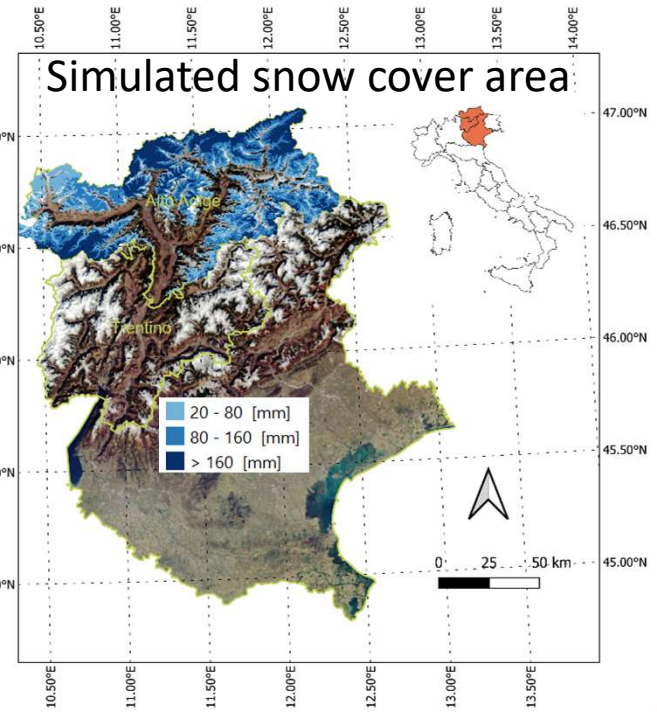 10.50°E 11.00°E 11.50°E 12.00°E 12.50°E 13.00°E 13.50°E 14.00°E
Simulated snow cover area
47.00°N
°N
46.50°N
°N
Alto Adige
46.00°N
Trentino
°N
20 - 80 [mm]
80 - 160 [mm]
> 160 [mm]
45.50°N
°N
45.00°N
0 25 50 km
°N
10.50°E 11.00°E 11.50°E 12.00°E 12.50°E 13.00°E 13.50°E